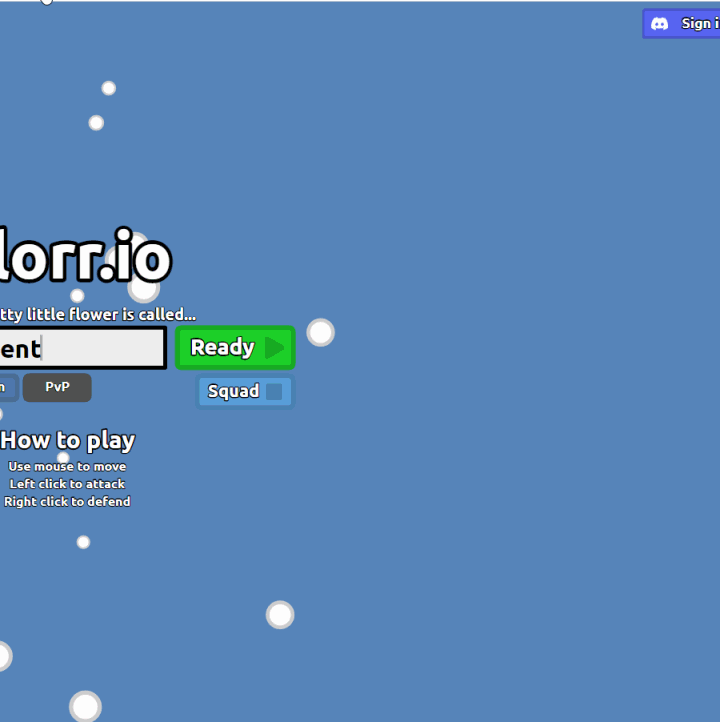 Sign i
lorr.io
tty little flower is called...
ent
Ready
n
PvP
Squad
How to play
Use mouse to move
Left click to attack
Right click to defend